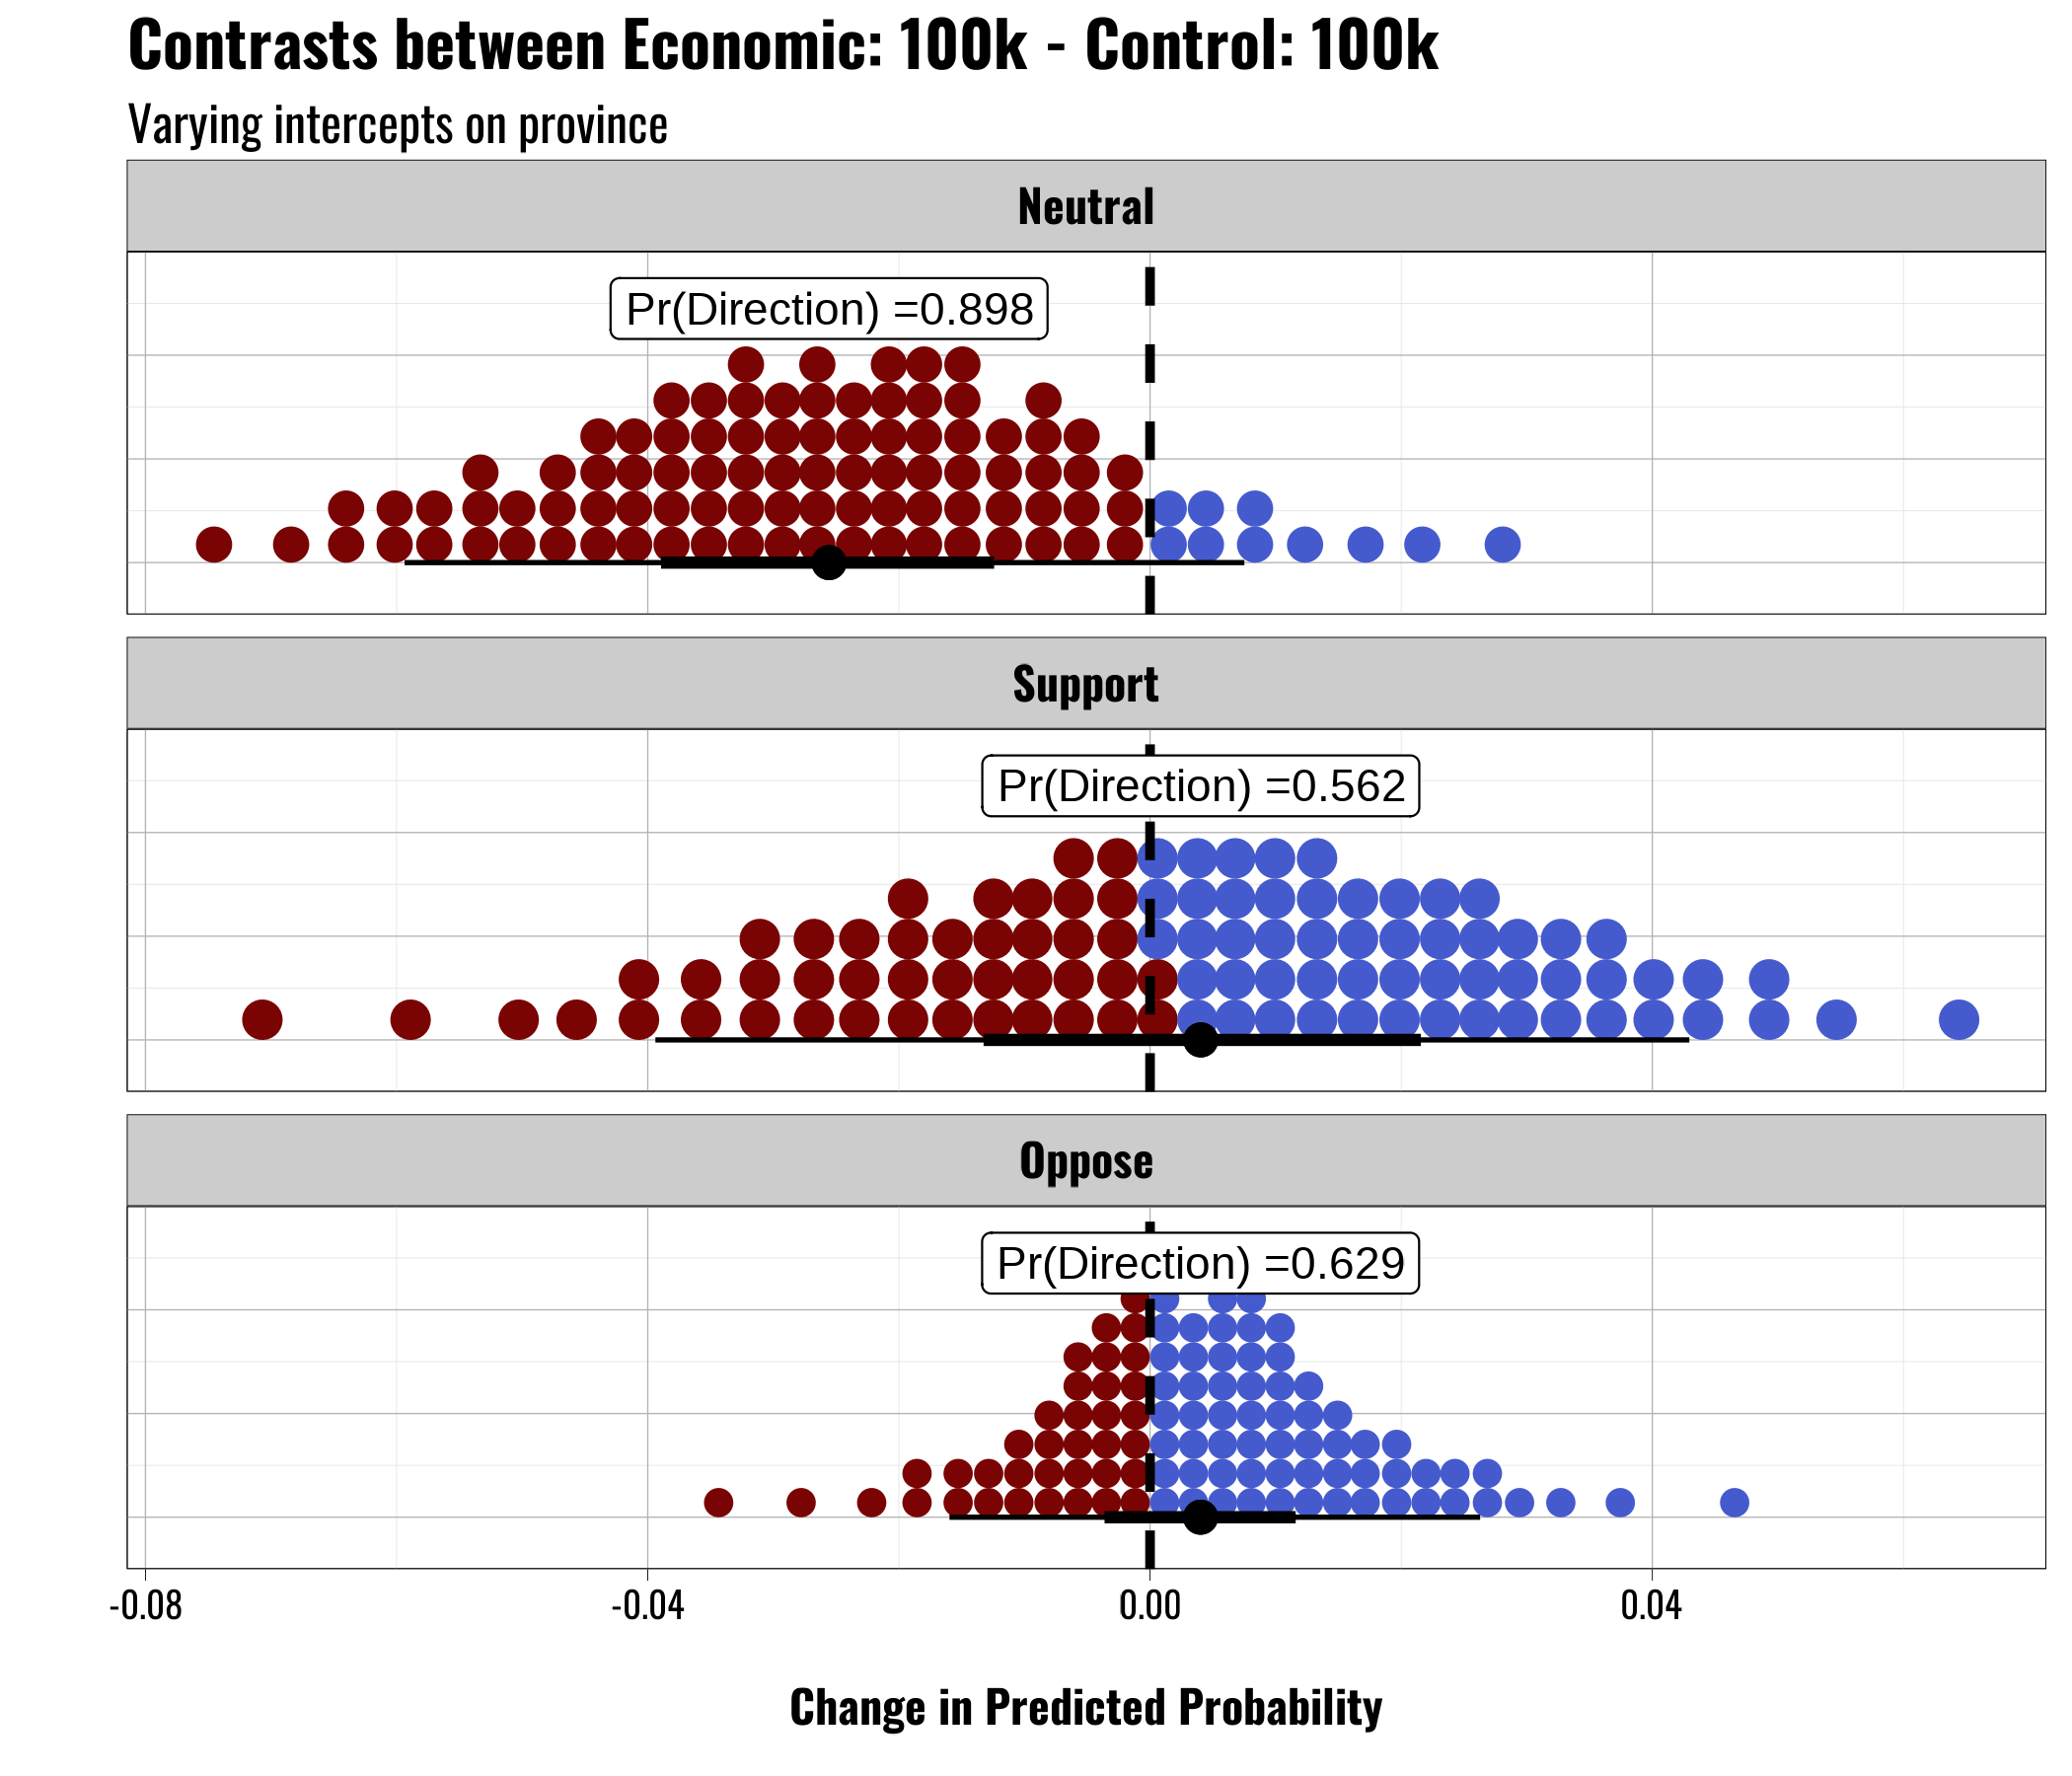 Contrasts between Economic: 100k - Control: 100k
Varying intercepts on province
Neutral
Pr(Direction) =0.898
Support
Pr(Direction) =0.562
Oppose
Pr(Direction) =0.629
-0.08 -0.04 0.00 0.04
Change in Predicted Probability